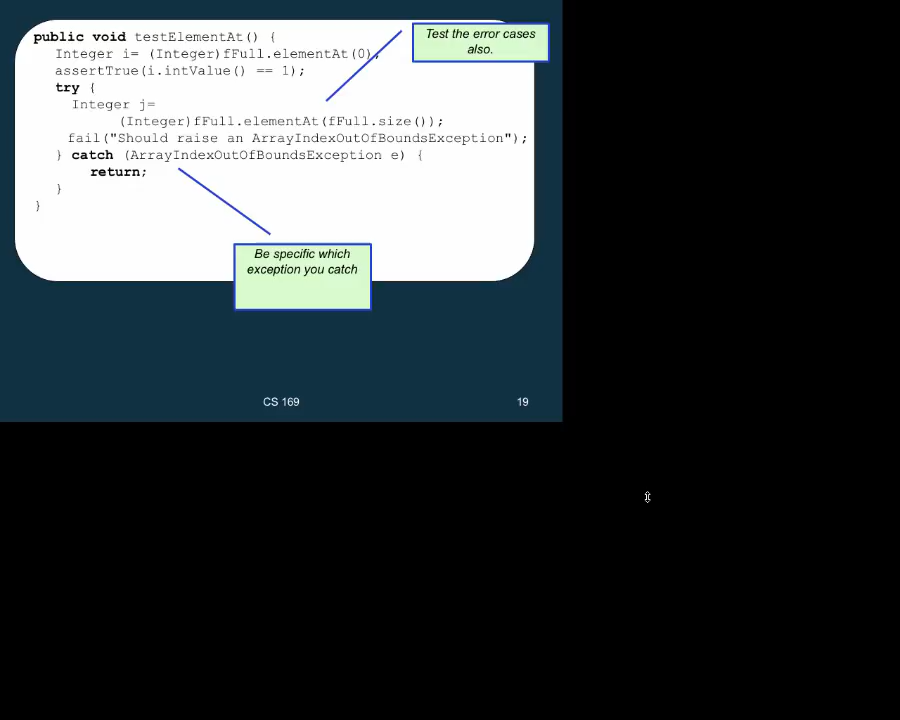 public void testElementAt() {
Integer i= (Integer)fFull.elementAt(0);
assertTrue(i.intValue() == 1);
try {
Integer j=
(Integer)fFull.elementAt(fFull.size());
fail("Should raise an ArrayIndexOutOfBoundsException");
} catch (ArrayIndexOutOfBoundsException e) {
return;
}
}
Test the error cases
also.
Be specific which
exception you catch
CS 169
19